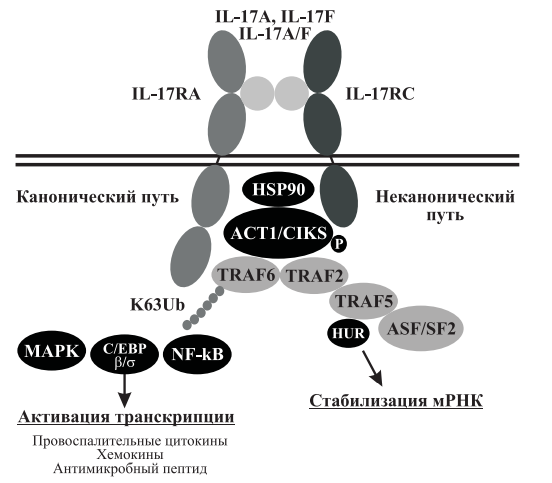 IL-17A, IL-17F
IL-17A/F
IL-17RA
IL-17RC
Канонический путь
HSP90
Неканонический
путь
ACT1/CIKS
P
TRAF6
TRAF2
K63Ub
TRAF5
HUR
ASF/SF2
MAPK
C/EBP
β/σ
NF-kB
Активация транскрипции
Провоспалительные цитокины
Хемокины
Антимикробный пептид
Стабилизация мРНК